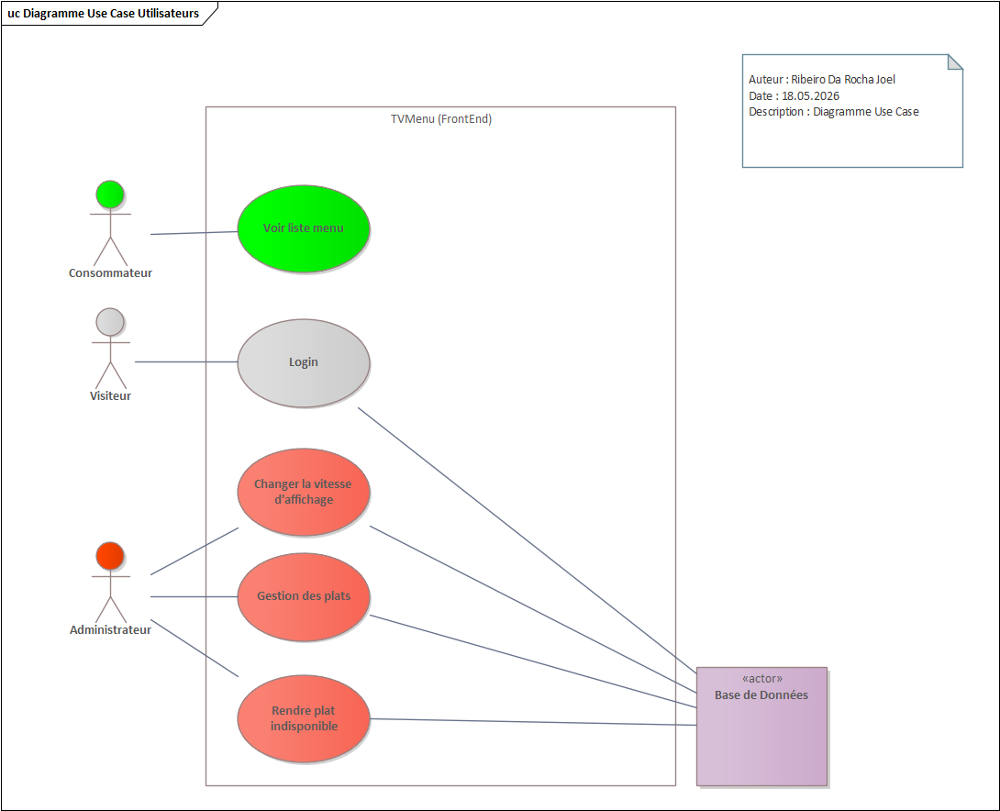 uc Diagramme Use Case Utilisateurs
Auteur : Ribeiro Da Rocha Joel
Date : 18.05.2026
Description : Diagramme Use Case
TVMenu (FrontEnd)
Voir liste menu
Consommateur
Login
Visiteur
Changer la vitesse
d'affichage
Gestion des plats
Administrateur
«actor»
Base de Données
Rendre plat
indisponible